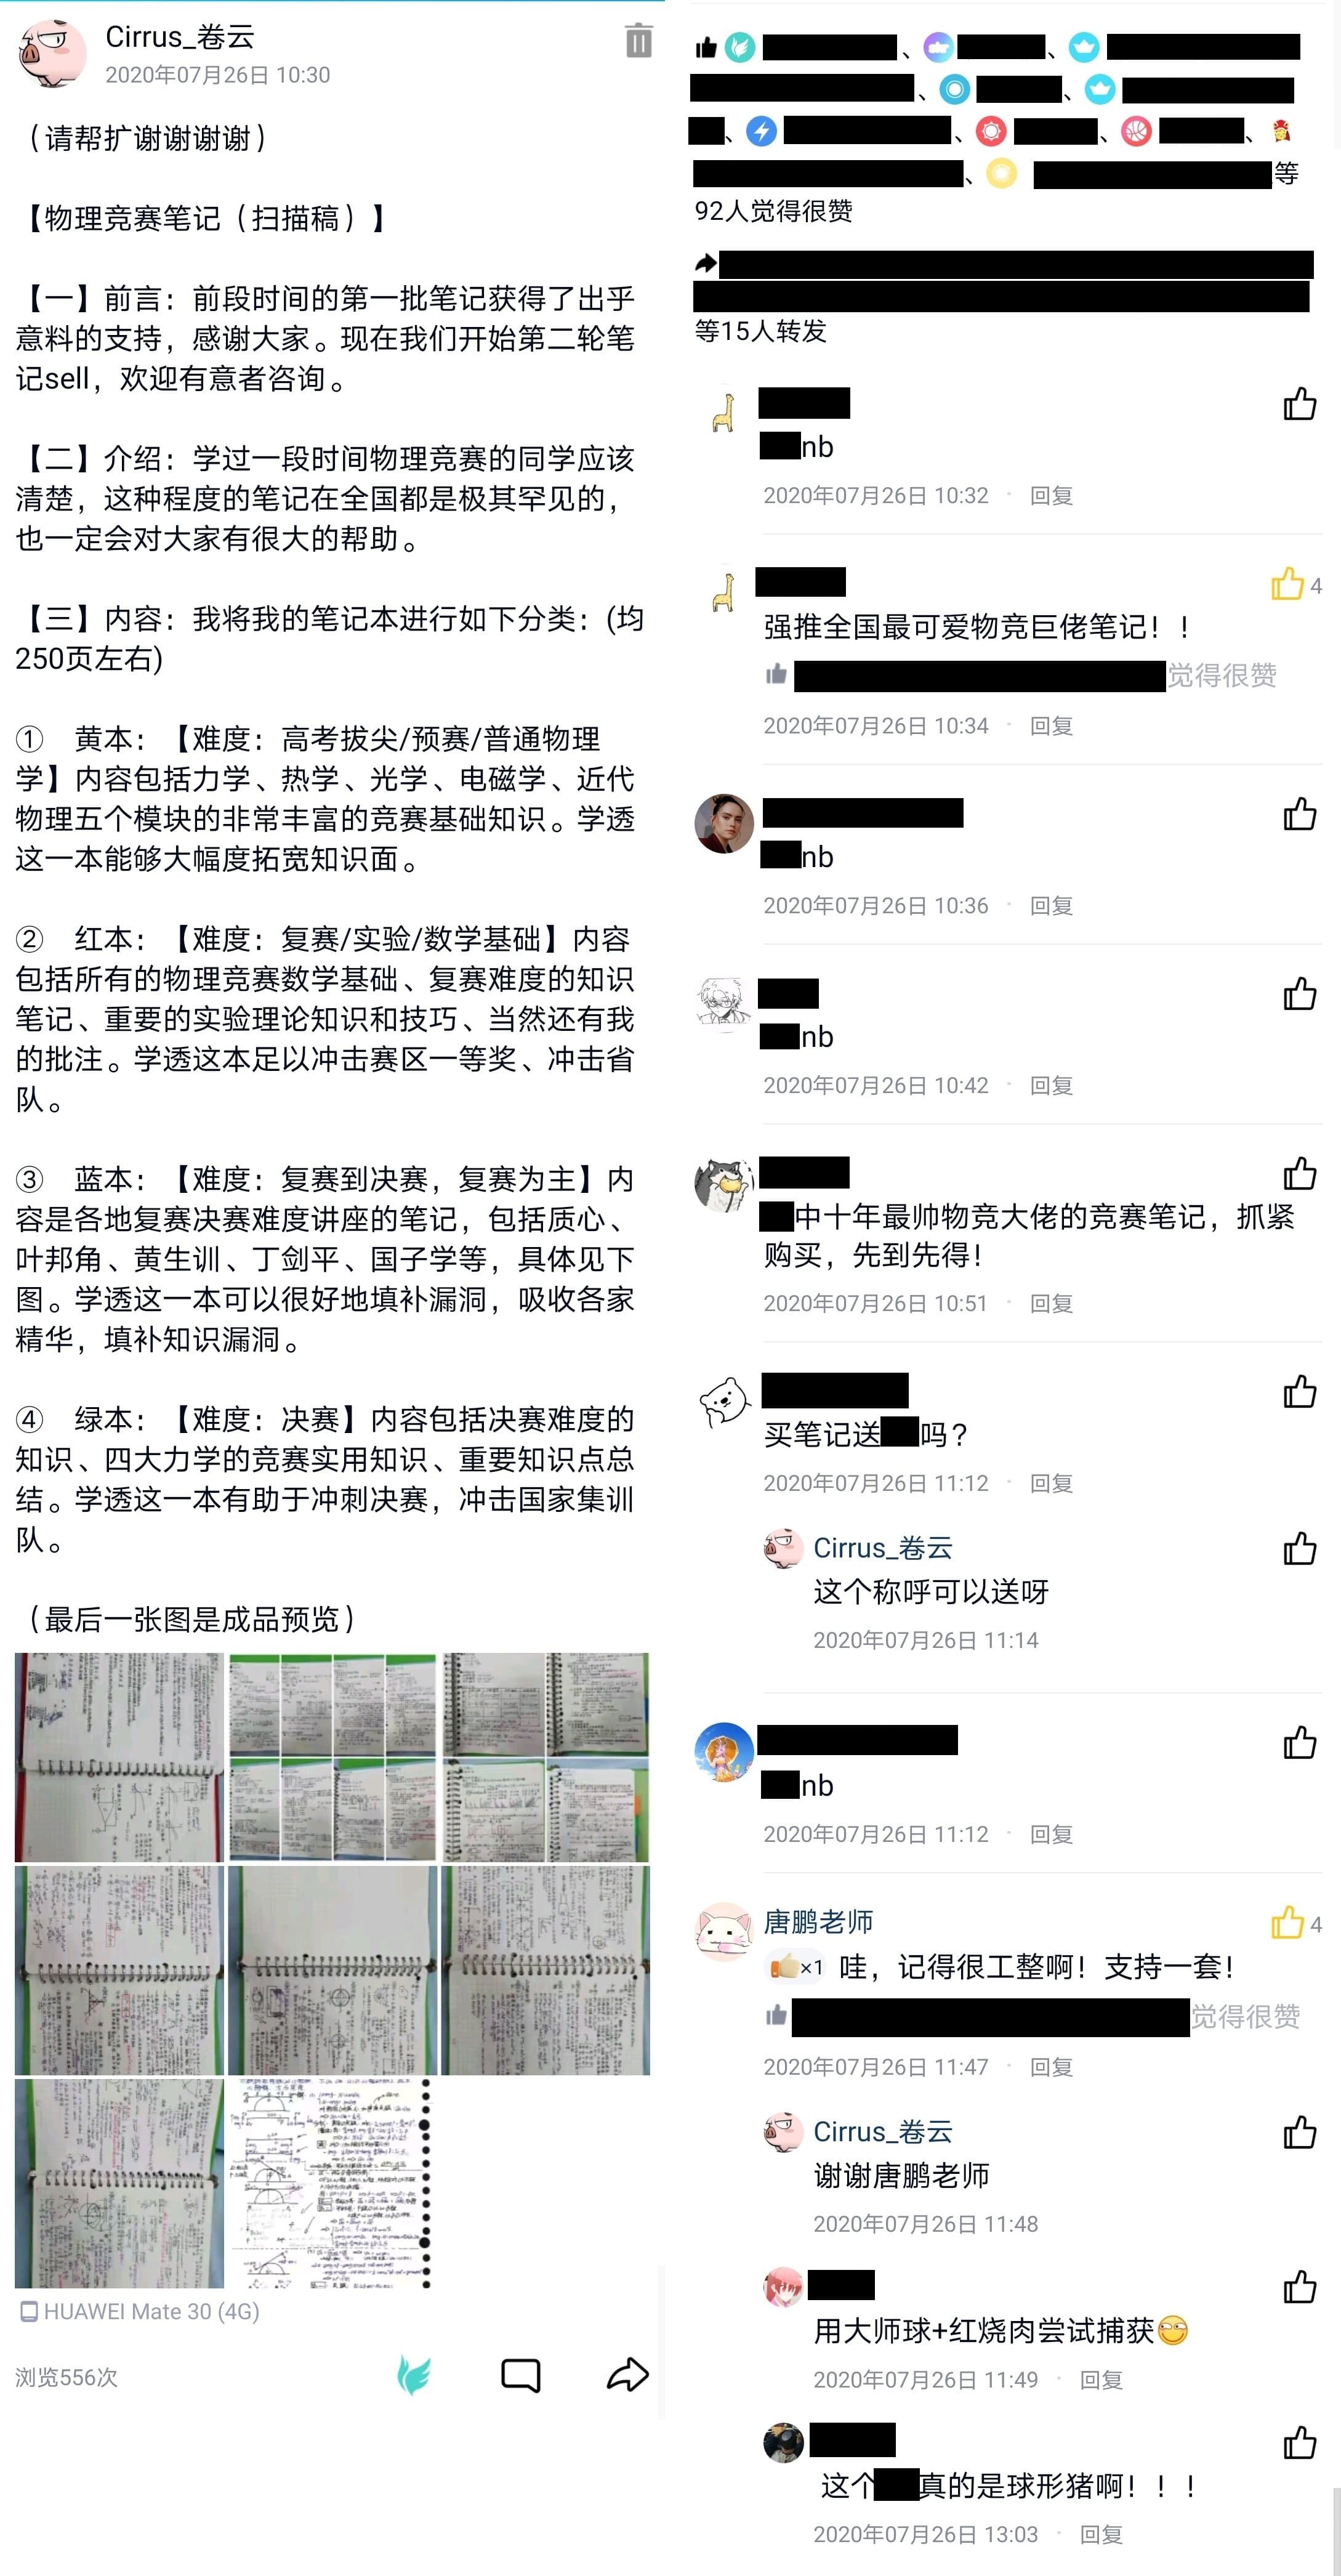 Cirrus_卷云
2020年07月26日 10:30
（请帮扩谢谢谢谢）
【物理竞赛笔记（扫描稿）】
【一】前言：前段时间的第一批笔记获得了出乎
意料的支持，感谢大家。现在我们开始第二轮笔
记sell，欢迎有意者咨询。
【二】介绍：学过一段时间物理竞赛的同学应该
清楚，这种程度的笔记在全国都是极其罕见的，
也一定会对大家有很大的帮助。
【三】内容：我将我的笔记本进行如下分类：(均
250页左右)
① 黄本：【难度：高考拔尖/预赛/普通物理
学】内容包括力学、热学、光学、电磁学、近代
物理五个模块的非常丰富的竞赛基础知识。学透
这一本能够大幅度拓宽知识面。
② 红本：【难度：复赛/实验/数学基础】内容
包括所有的物理竞赛数学基础、复赛难度的知识
笔记、重要的实验理论知识和技巧、当然还有我
的批注。学透这本足以冲击赛区一等奖、冲击省
队。
③ 蓝本：【难度：复赛到决赛，复赛为主】内
容是各地复赛决赛难度讲座的笔记，包括质心、
叶邦角、黄生训、丁剑平、国子学等，具体见下
图。学透这一本可以很好地填补漏洞，吸收各家
精华，填补知识漏洞。
④ 绿本：【难度：决赛】内容包括决赛难度的
知识、四大力学的竞赛实用知识、重要知识点总
结。学透这一本有助于冲刺决赛，冲击国家集训
队。
（最后一张图是成品预览）
HUAWEI Mate 30 (4G)
浏览556次
、 、
、 、
、 、 、 、
、 等
92人觉得很赞
等15人转发
nb
2020年07月26日 10:32 · 回复
4
强推全国最可爱物竞巨佬笔记！！
觉得很赞
2020年07月26日 10:34 · 回复
nb
2020年07月26日 10:36 · 回复
nb
2020年07月26日 10:42 · 回复
中十年最帅物竞大佬的竞赛笔记，抓紧
购买，先到先得！
2020年07月26日 10:51 · 回复
买笔记送 吗？
2020年07月26日 11:12 · 回复
Cirrus_卷云
这个称呼可以送呀
2020年07月26日 11:14
nb
2020年07月26日 11:12 · 回复
唐鹏老师 4
×1 哇，记得很工整啊！支持一套！
觉得很赞
2020年07月26日 11:47 · 回复
Cirrus_卷云
谢谢唐鹏老师
2020年07月26日 11:48
用大师球+红烧肉尝试捕获
2020年07月26日 11:49 · 回复
这个 真的是球形猪啊！！！
2020年07月26日 13:03 · 回复